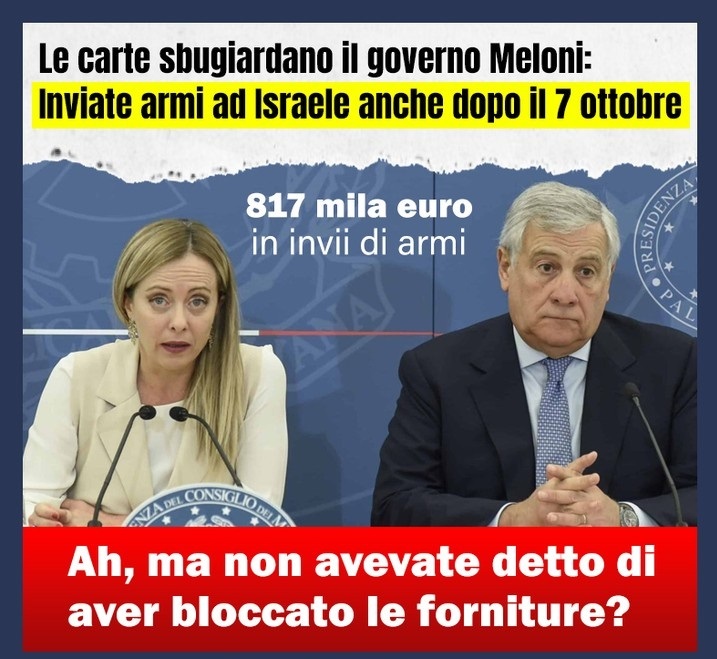 Le carte sbugiardano il governo Meloni:
Inviate armi ad Israele anche dopo il 7 ottobre
817 mila euro
in invii di armi
PRESIDENZA
PAL
NZA DEL CONSIGLIO DEI M
Ah, ma non avevate detto di
aver bloccato le forniture?